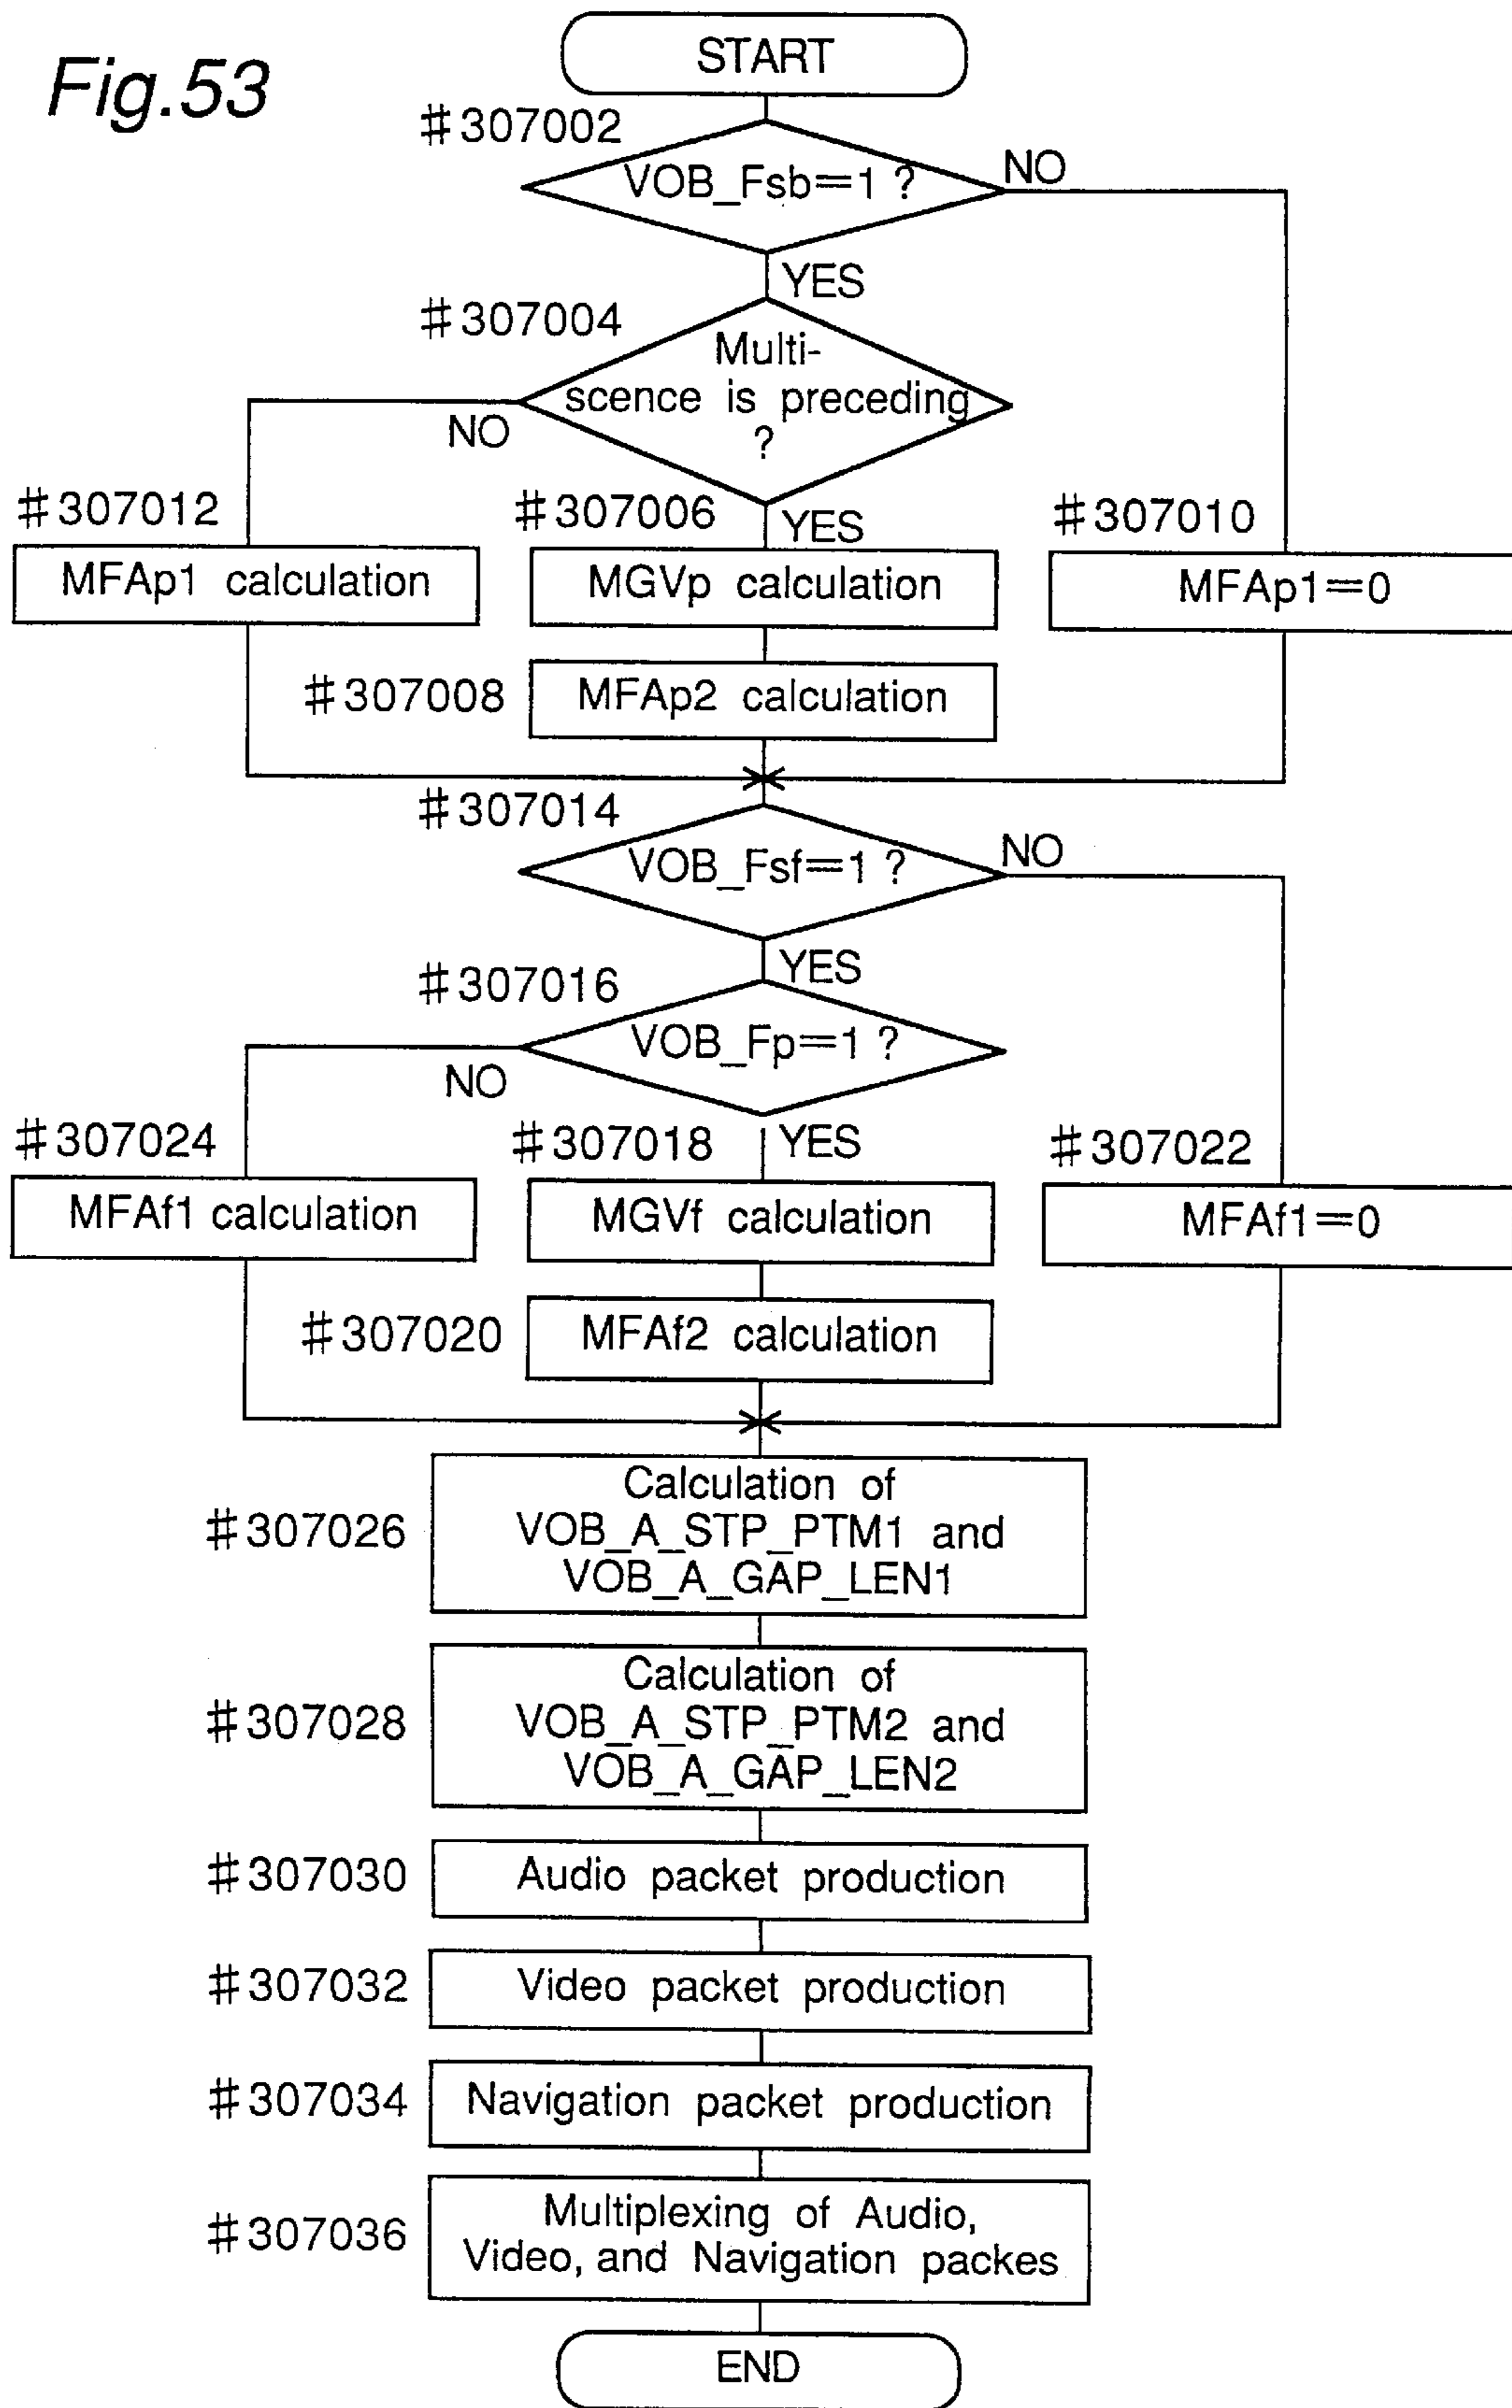 Fig.53
START
#307002
VOB_Fsb=1 ?
NO
YES
#307004
Multi-
scence is preceding
?
NO
YES
#307012
#307006
#307010
MFAp1 calculation
MGVp calculation
MFAp1=0
#307008
MFAp2 calculation
#307014
VOB_Fsf=1 ?
NO
YES
#307016
VOB_Fp=1 ?
NO
YES
#307024
#307018
#307022
MFAf1 calculation
MGVf calculation
MFAf1=0
#307020
MFAf2 calculation
#307026
Calculation of
VOB_A_STP_PTM1 and
VOB_A_GAP_LEN1
#307028
Calculation of
VOB_A_STP_PTM2 and
VOB_A_GAP_LEN2
#307030
Audio packet production
#307032
Video packet production
#307034
Navigation packet production
#307036
Multiplexing of Audio,
Video, and Navigation packes
END